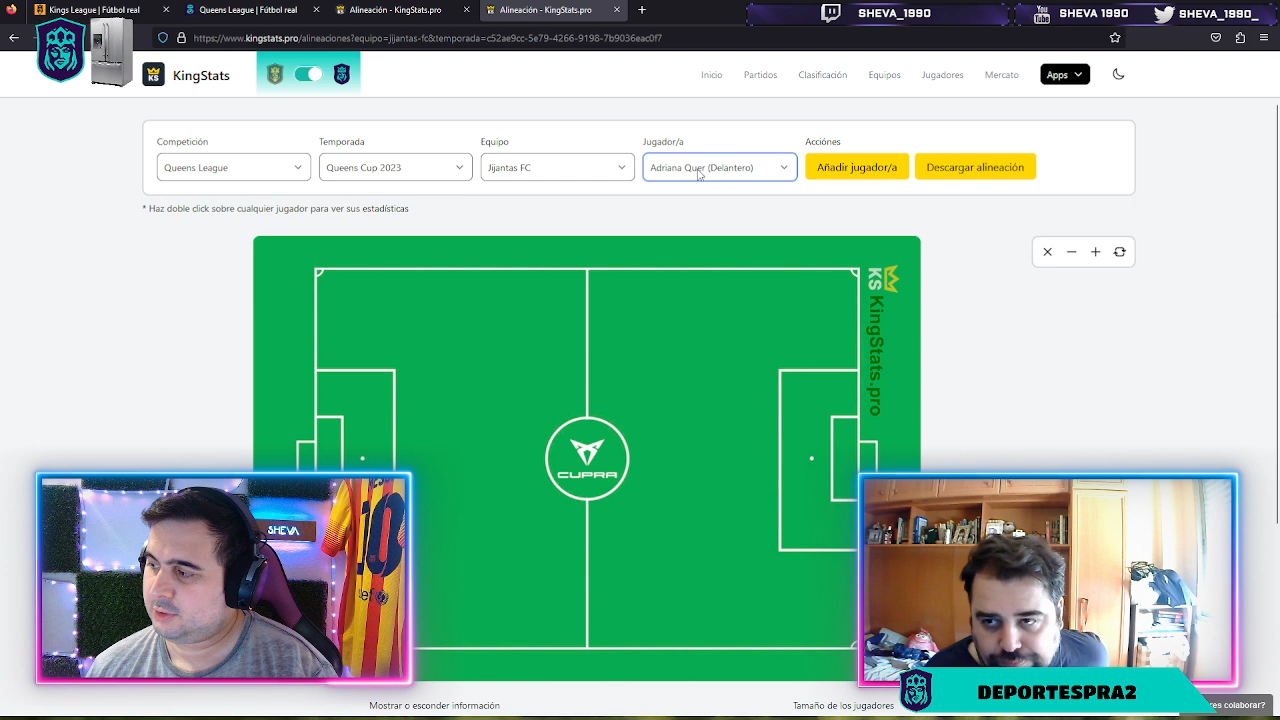 Kings League | Fútbol real
Queens League | Fútbol real
Alineación - KingStats.pro
Alineación - KingStats.pro
SHEVA_1990
SHEVA 1990
SHEVA_1990_
https://www.kingstats.pro/alineaciones?equipo=jijantas-fc&temporada=c52ae9cc-5e79-4266-9198-7b9036eac0f7
KS
KingStats
Inicio
Partidos
Clasificación
Equipos
Jugadores
Mercato
Apps
Competición
Temporada
Equipo
Jugador/a
Acciónes
Queens League
Queens Cup 2023
Jijantas FC
Adriana Quer (Delantero)
Añadir jugador/a
Descargar alineación
* Haz doble click sobre cualquier jugador para ver sus estadísticas
KS KingStats.pro
CUPRA
SHEVA
DEPORTESPRA2
Mostrar o esconder información
Tamaño de los jugadores
res colaborar?